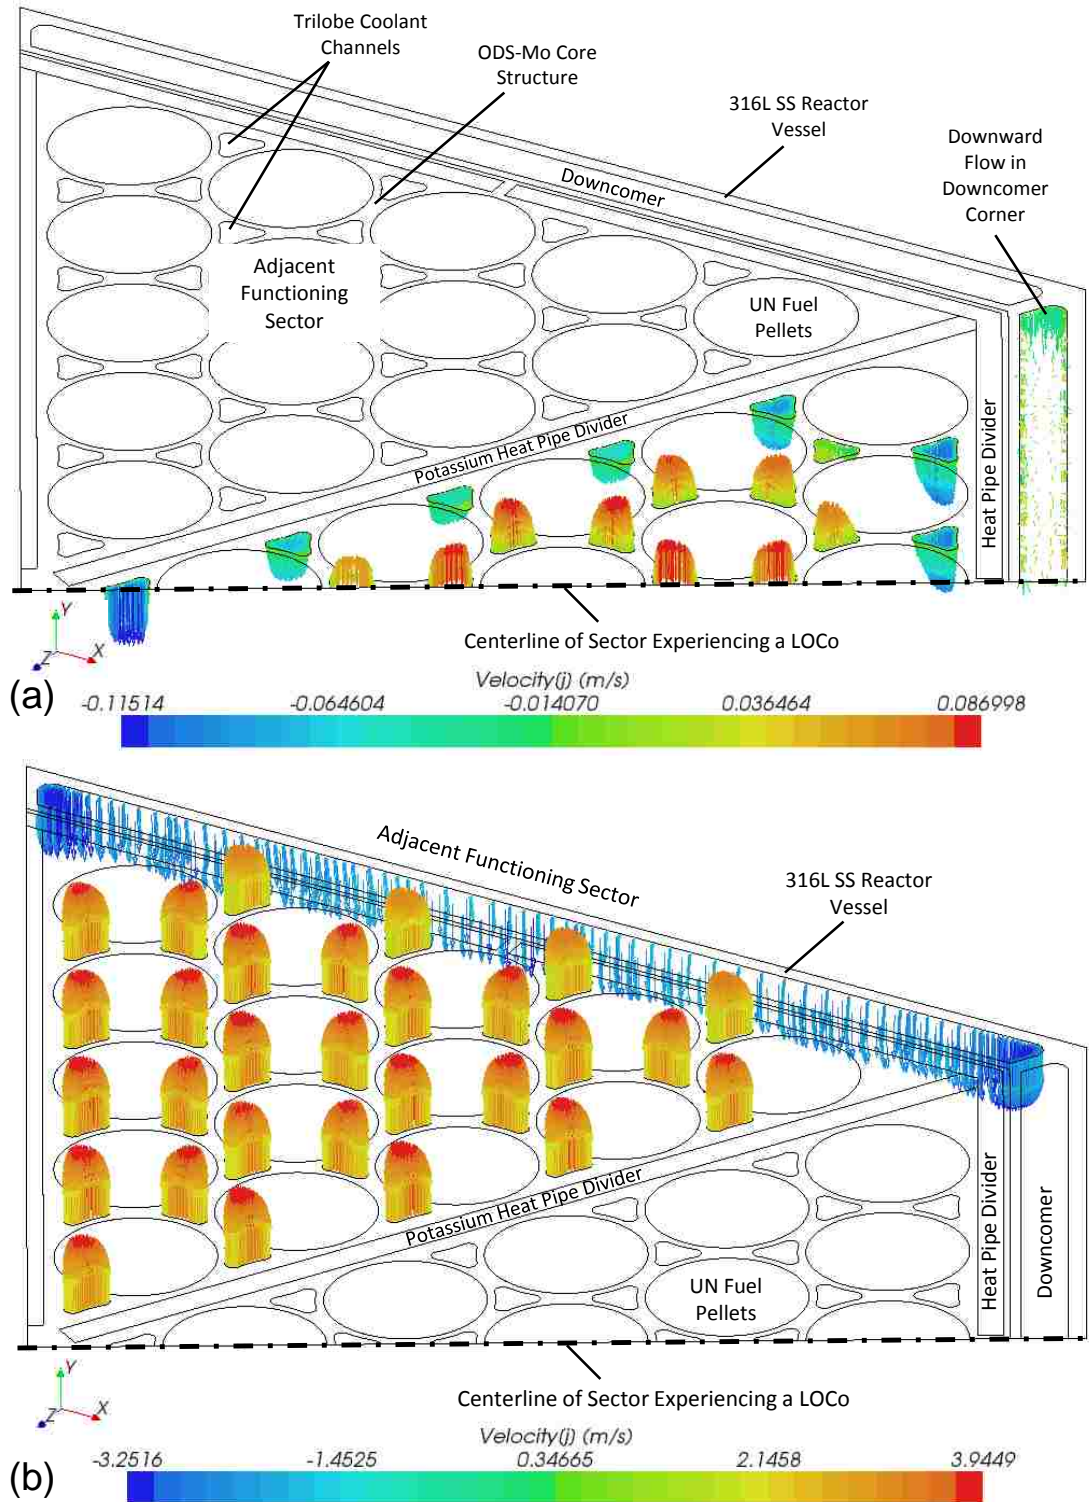 Trilobe Coolant
Channels
ODS-Mo Core
Structure
316L SS Reactor
Vessel
Downward
Flow in
Downcomer
Corner
Downcomer
Adjacent
Functioning
Sector
UN Fuel
Pellets
Potassium Heat Pipe Divider
Heat Pipe Divider
Centerline of Sector Experiencing a LOCo
Y
Z X
(a)
Velocity(j) (m/s)
-0.11514 -0.064604 -0.014070 0.036464 0.086998
Adjacent Functioning Sector
316L SS Reactor
Vessel
Potassium Heat Pipe Divider
UN Fuel
Pellets
Heat Pipe Divider
Downcomer
Centerline of Sector Experiencing a LOCo
Y
Z X
(b)
Velocity(j) (m/s)
-3.2516 -1.4525 0.34665 2.1458 3.9449